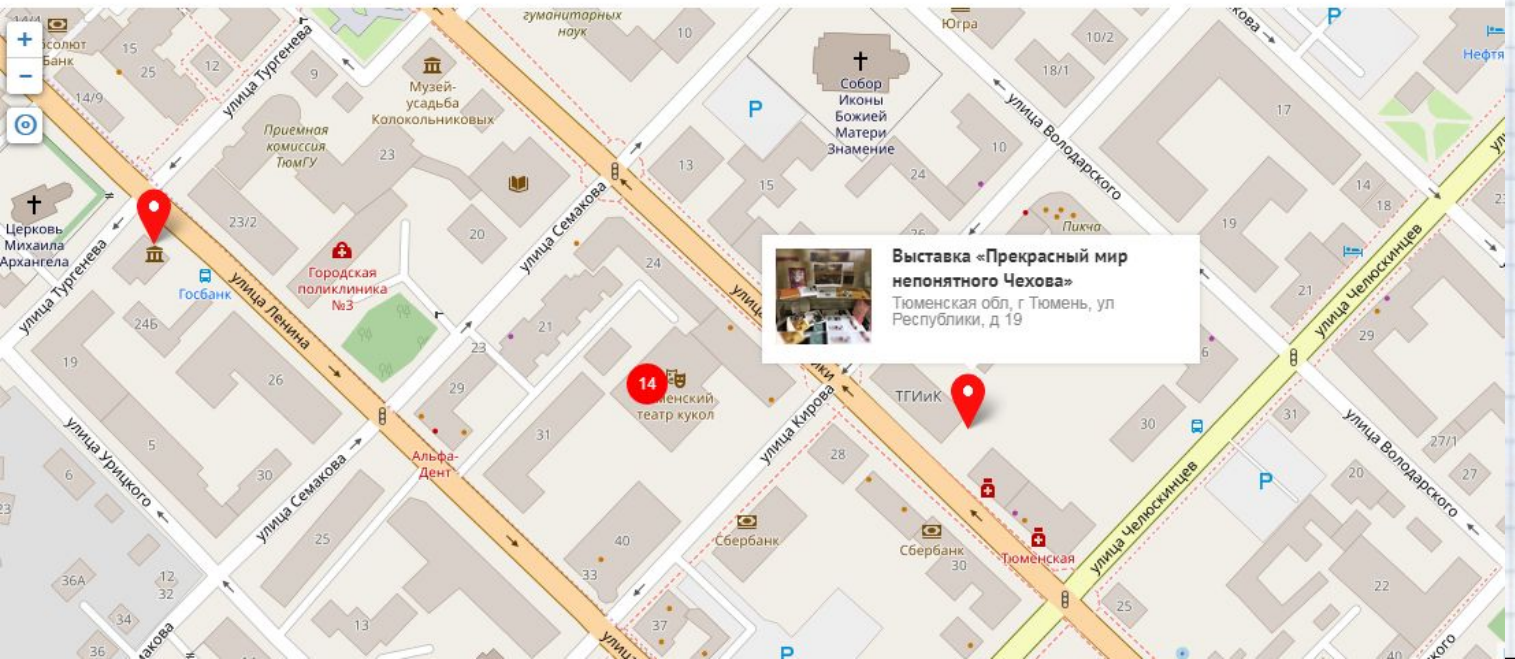 14/1
Абсолют
Банк
15
25
12
14/9
улица Тургенева
9
гуманитарных
наук
10
Музей-
усадьба
Колокольниковых
Приемная
комиссия
ТюмГУ
23
P
Собор
Иконы
Божией
Матери
Знамение
Югра
10/2
18/1
P
Нефтя
17
улица Володарского
10
13
15
24
14
18
19
Пикча
26
Церковь
Михаила
Архангела
улица Тургенева
23/2
Госбанк
Городская
поликлиника
№3
20
улица Семакова
24
улица Ленина
24Б
19
26
21
23
29
Выставка «Прекрасный мир
непонятного Чехова»
Тюменская обл, г Тюмень, ул
Республики, д 19
21
29
улица Челюскинцев
14
театр кукол
31
улица Кирова
ТГИиК
30
31
27/1
27
20
улица Володарского
P
5
6
30
улица Урицкого
улица Семакова
Альфа-
Дент
28
Сбербанк
Сбербанк
30
Тюменская
улица Челюскинцев
25
40
33
37
13
25
36А
12
32
34
36
P
25
22
40